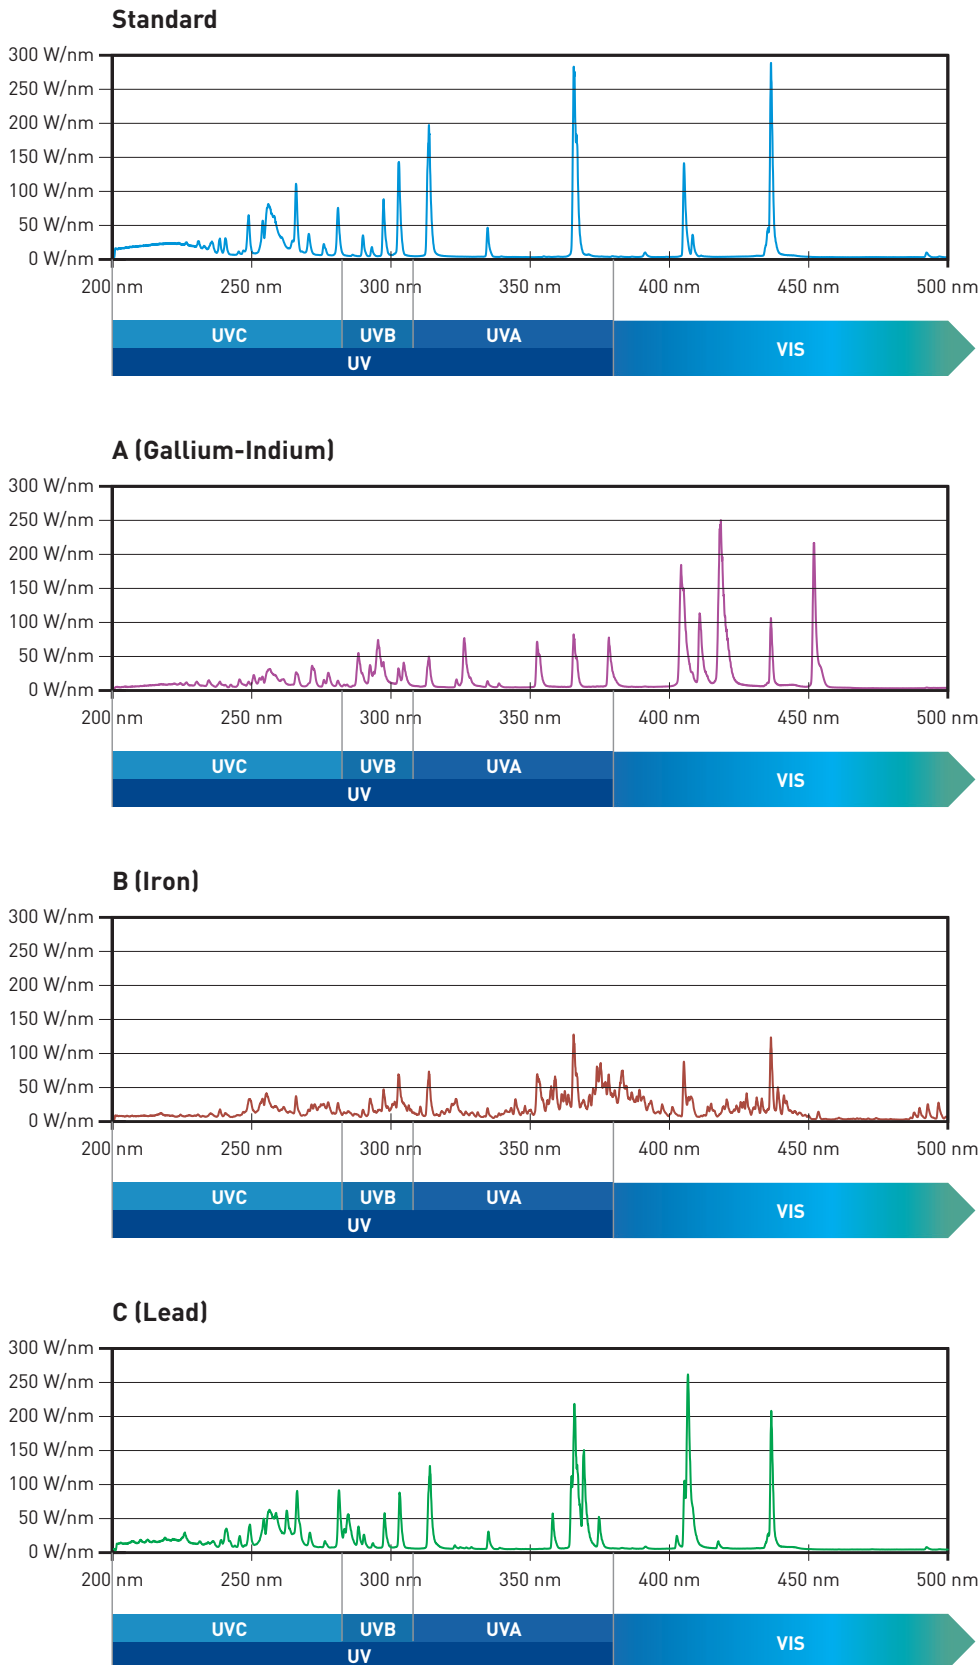 Standard
300 W/nm
250 W/nm
200 W/nm
150 W/nm
100 W/nm
50 W/nm
0 W/nm
200 nm 250 nm 300 nm 350 nm 400 nm 450 nm 500 nm
UVC UVB UVA VIS
UV
A (Gallium-Indium)
300 W/nm
250 W/nm
200 W/nm
150 W/nm
100 W/nm
50 W/nm
0 W/nm
200 nm 250 nm 300 nm 350 nm 400 nm 450 nm 500 nm
UVC UVB UVA VIS
UV
B (Iron)
300 W/nm
250 W/nm
200 W/nm
150 W/nm
100 W/nm
50 W/nm
0 W/nm
200 nm 250 nm 300 nm 350 nm 400 nm 450 nm 500 nm
UVC UVB UVA VIS
UV
C (Lead)
300 W/nm
250 W/nm
200 W/nm
150 W/nm
100 W/nm
50 W/nm
0 W/nm
200 nm 250 nm 300 nm 350 nm 400 nm 450 nm 500 nm
UVC UVB UVA VIS
UV